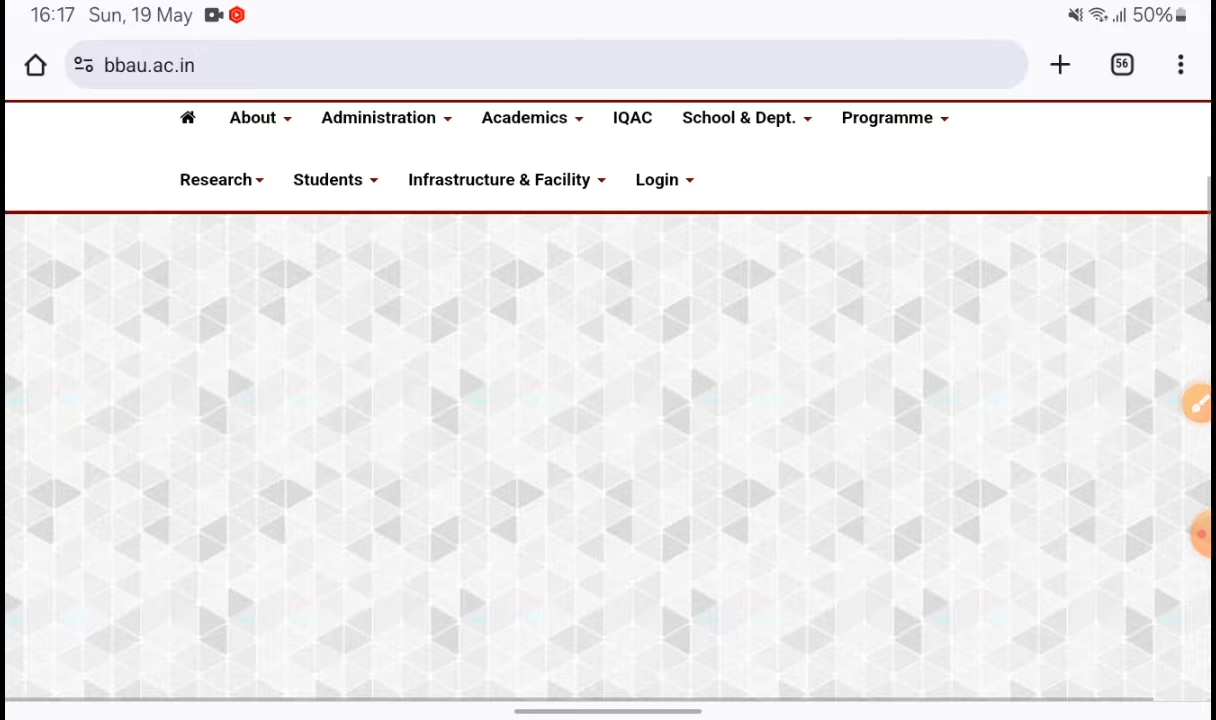 16:17 Sun, 19 May 50%
bbau.ac.in 56
About Administration Academics IQAC School & Dept. Programme
Research Students Infrastructure & Facility Login